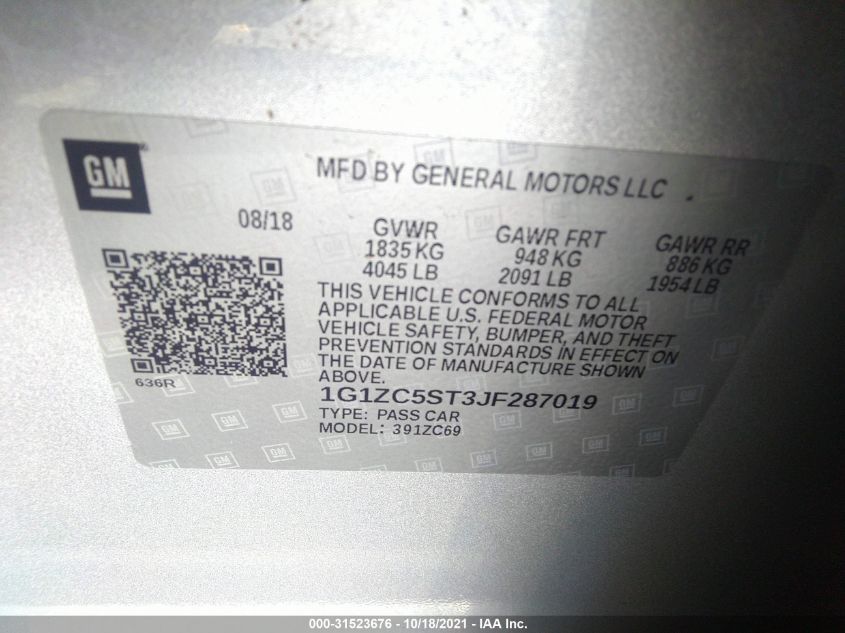 GM
MFD BY GENERAL MOTORS LLC
08/18
GVWR GAWR FRT GAWR RR
1835 KG 948 KG 886 KG
4045 LB 2091 LB 1954 LB
THIS VEHICLE CONFORMS TO ALL
APPLICABLE U.S. FEDERAL MOTOR
VEHICLE SAFETY, BUMPER, AND THEFT
PREVENTION STANDARDS IN EFFECT ON
THE DATE OF MANUFACTURE SHOWN
ABOVE.
636R
1G1ZC5ST3JF287019
TYPE: PASS CAR
MODEL: 391ZC69
000-31523676 - 10/18/2021 - IAA Inc.